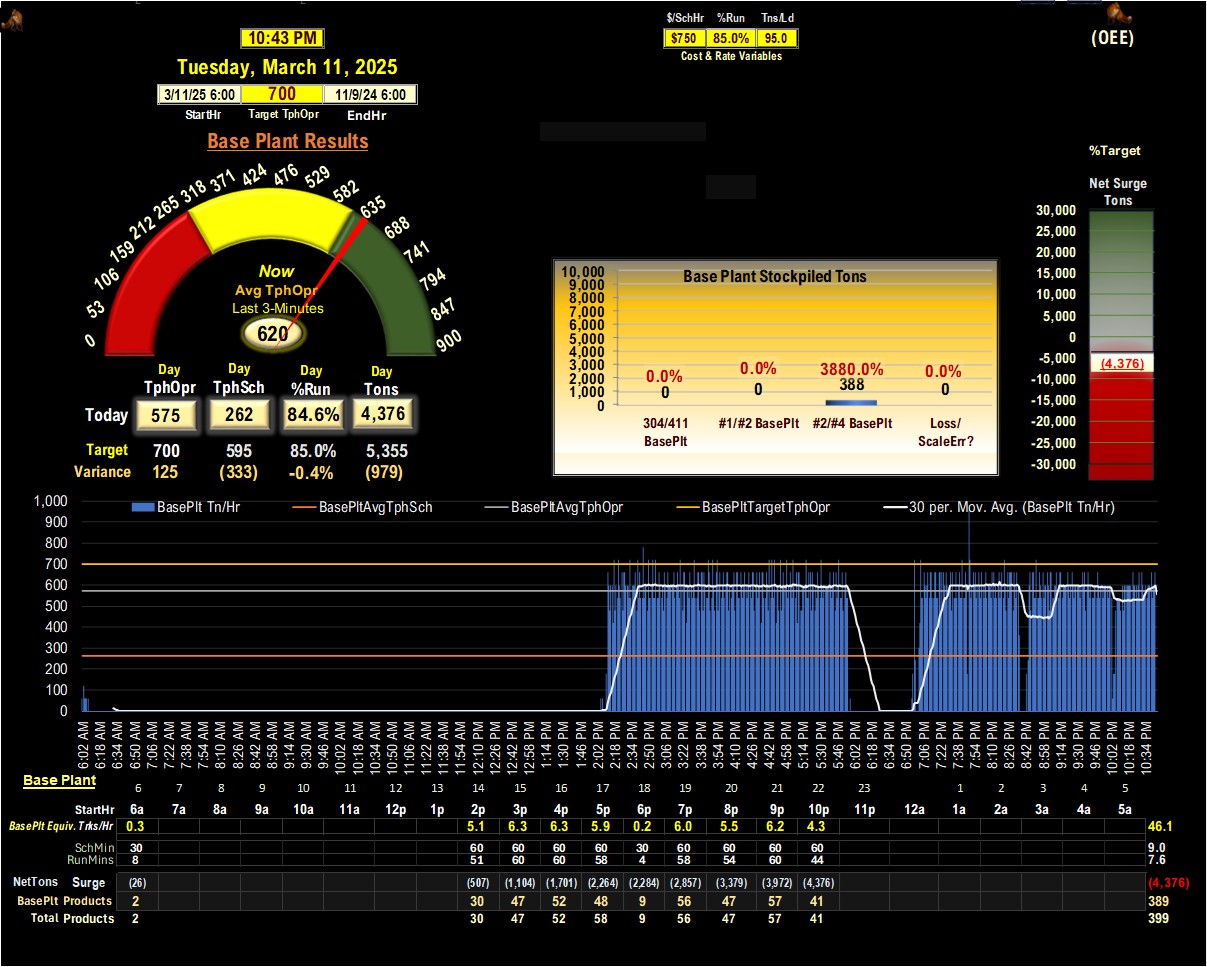 $/SchHr %Run Tns/Ld
$750 85.0% 95.0
Cost & Rate Variables
(OEE)
10:43 PM
Tuesday, March 11, 2025
3/11/25 6:00 700 11/9/24 6:00
StartHr Target TphOpr EndHr
Base Plant Results
0 53 106 159 212 265 318 371 424 476 529 582 635 688 741 794 847 900
Now
Avg TphOpr
Last 3-Minutes
620
Day Day Day Day
TphOpr TphSch %Run Tons
Today 575 262 84.6% 4,376
Target 700 595 85.0% 5,355
Variance 125 (333) -0.4% (979)
Base Plant Stockpiled Tons
10,000
9,000
8,000
7,000
6,000
5,000
4,000
3,000
2,000
1,000
0
0.0% 0.0% 3880.0% 0.0%
0 0 388 0
304/411 BasePlt
#1/#2 BasePlt
#2/#4 BasePlt
Loss/ ScaleErr?
%Target
Net Surge
Tons
30,000
25,000
20,000
15,000
10,000
5,000
0
-5,000
-10,000
-15,000
-20,000
-25,000
-30,000
(4,376)
BasePlt Tn/Hr BasePltAvgTphSch BasePltAvgTphOpr BasePltTargetTphOpr 30 per. Mov. Avg. (BasePlt Tn/Hr)
1,000
900
800
700
600
500
400
300
200
100
0
6:02 AM 6:18 AM 6:34 AM 6:50 AM 7:06 AM 7:22 AM 7:38 AM 7:54 AM 8:10 AM 8:26 AM 8:42 AM 8:58 AM 9:14 AM 9:30 AM 9:46 AM 10:02 AM 10:18 AM 10:34 AM 10:50 AM 11:06 AM 11:22 AM 11:38 AM 11:54 AM 12:10 PM 12:26 PM 12:42 PM 12:58 PM 1:14 PM 1:30 PM 1:46 PM 2:02 PM 2:18 PM 2:34 PM 2:50 PM 3:06 PM 3:22 PM 3:38 PM 3:54 PM 4:10 PM 4:26 PM 4:42 PM 4:58 PM 5:14 PM 5:30 PM 5:46 PM 6:02 PM 6:18 PM 6:34 PM 6:50 PM 7:06 PM 7:22 PM 7:38 PM 7:54 PM 8:10 PM 8:26 PM 8:42 PM 8:58 PM 9:14 PM 9:30 PM 9:46 PM 10:02 PM 10:18 PM 10:34 PM
Base Plant
6 7 8 9 10 11 12 13 14 15 16 17 18 19 20 21 22 23 1 2 3 4 5
StartHr 6a 7a 8a 9a 10a 11a 12p 1p 2p 3p 4p 5p 6p 7p 8p 9p 10p 11p 12a 1a 2a 3a 4a 5a
BasePlt Equiv. Trks/Hr 0.3 5.1 6.3 6.3 5.9 0.2 6.0 5.5 6.2 4.3 46.1
SchMin 30 60 60 60 60 30 60 60 60 60 9.0
RunMins 8 51 60 60 58 4 58 54 60 44 7.6
NetTons Surge (26) (507) (1,104) (1,701) (2,264) (2,284) (2,857) (3,379) (3,972) (4,376) (4,376)
BasePlt Products 2 30 47 52 48 9 56 47 57 41 389
Total Products 2 30 47 52 58 9 56 47 57 41 399